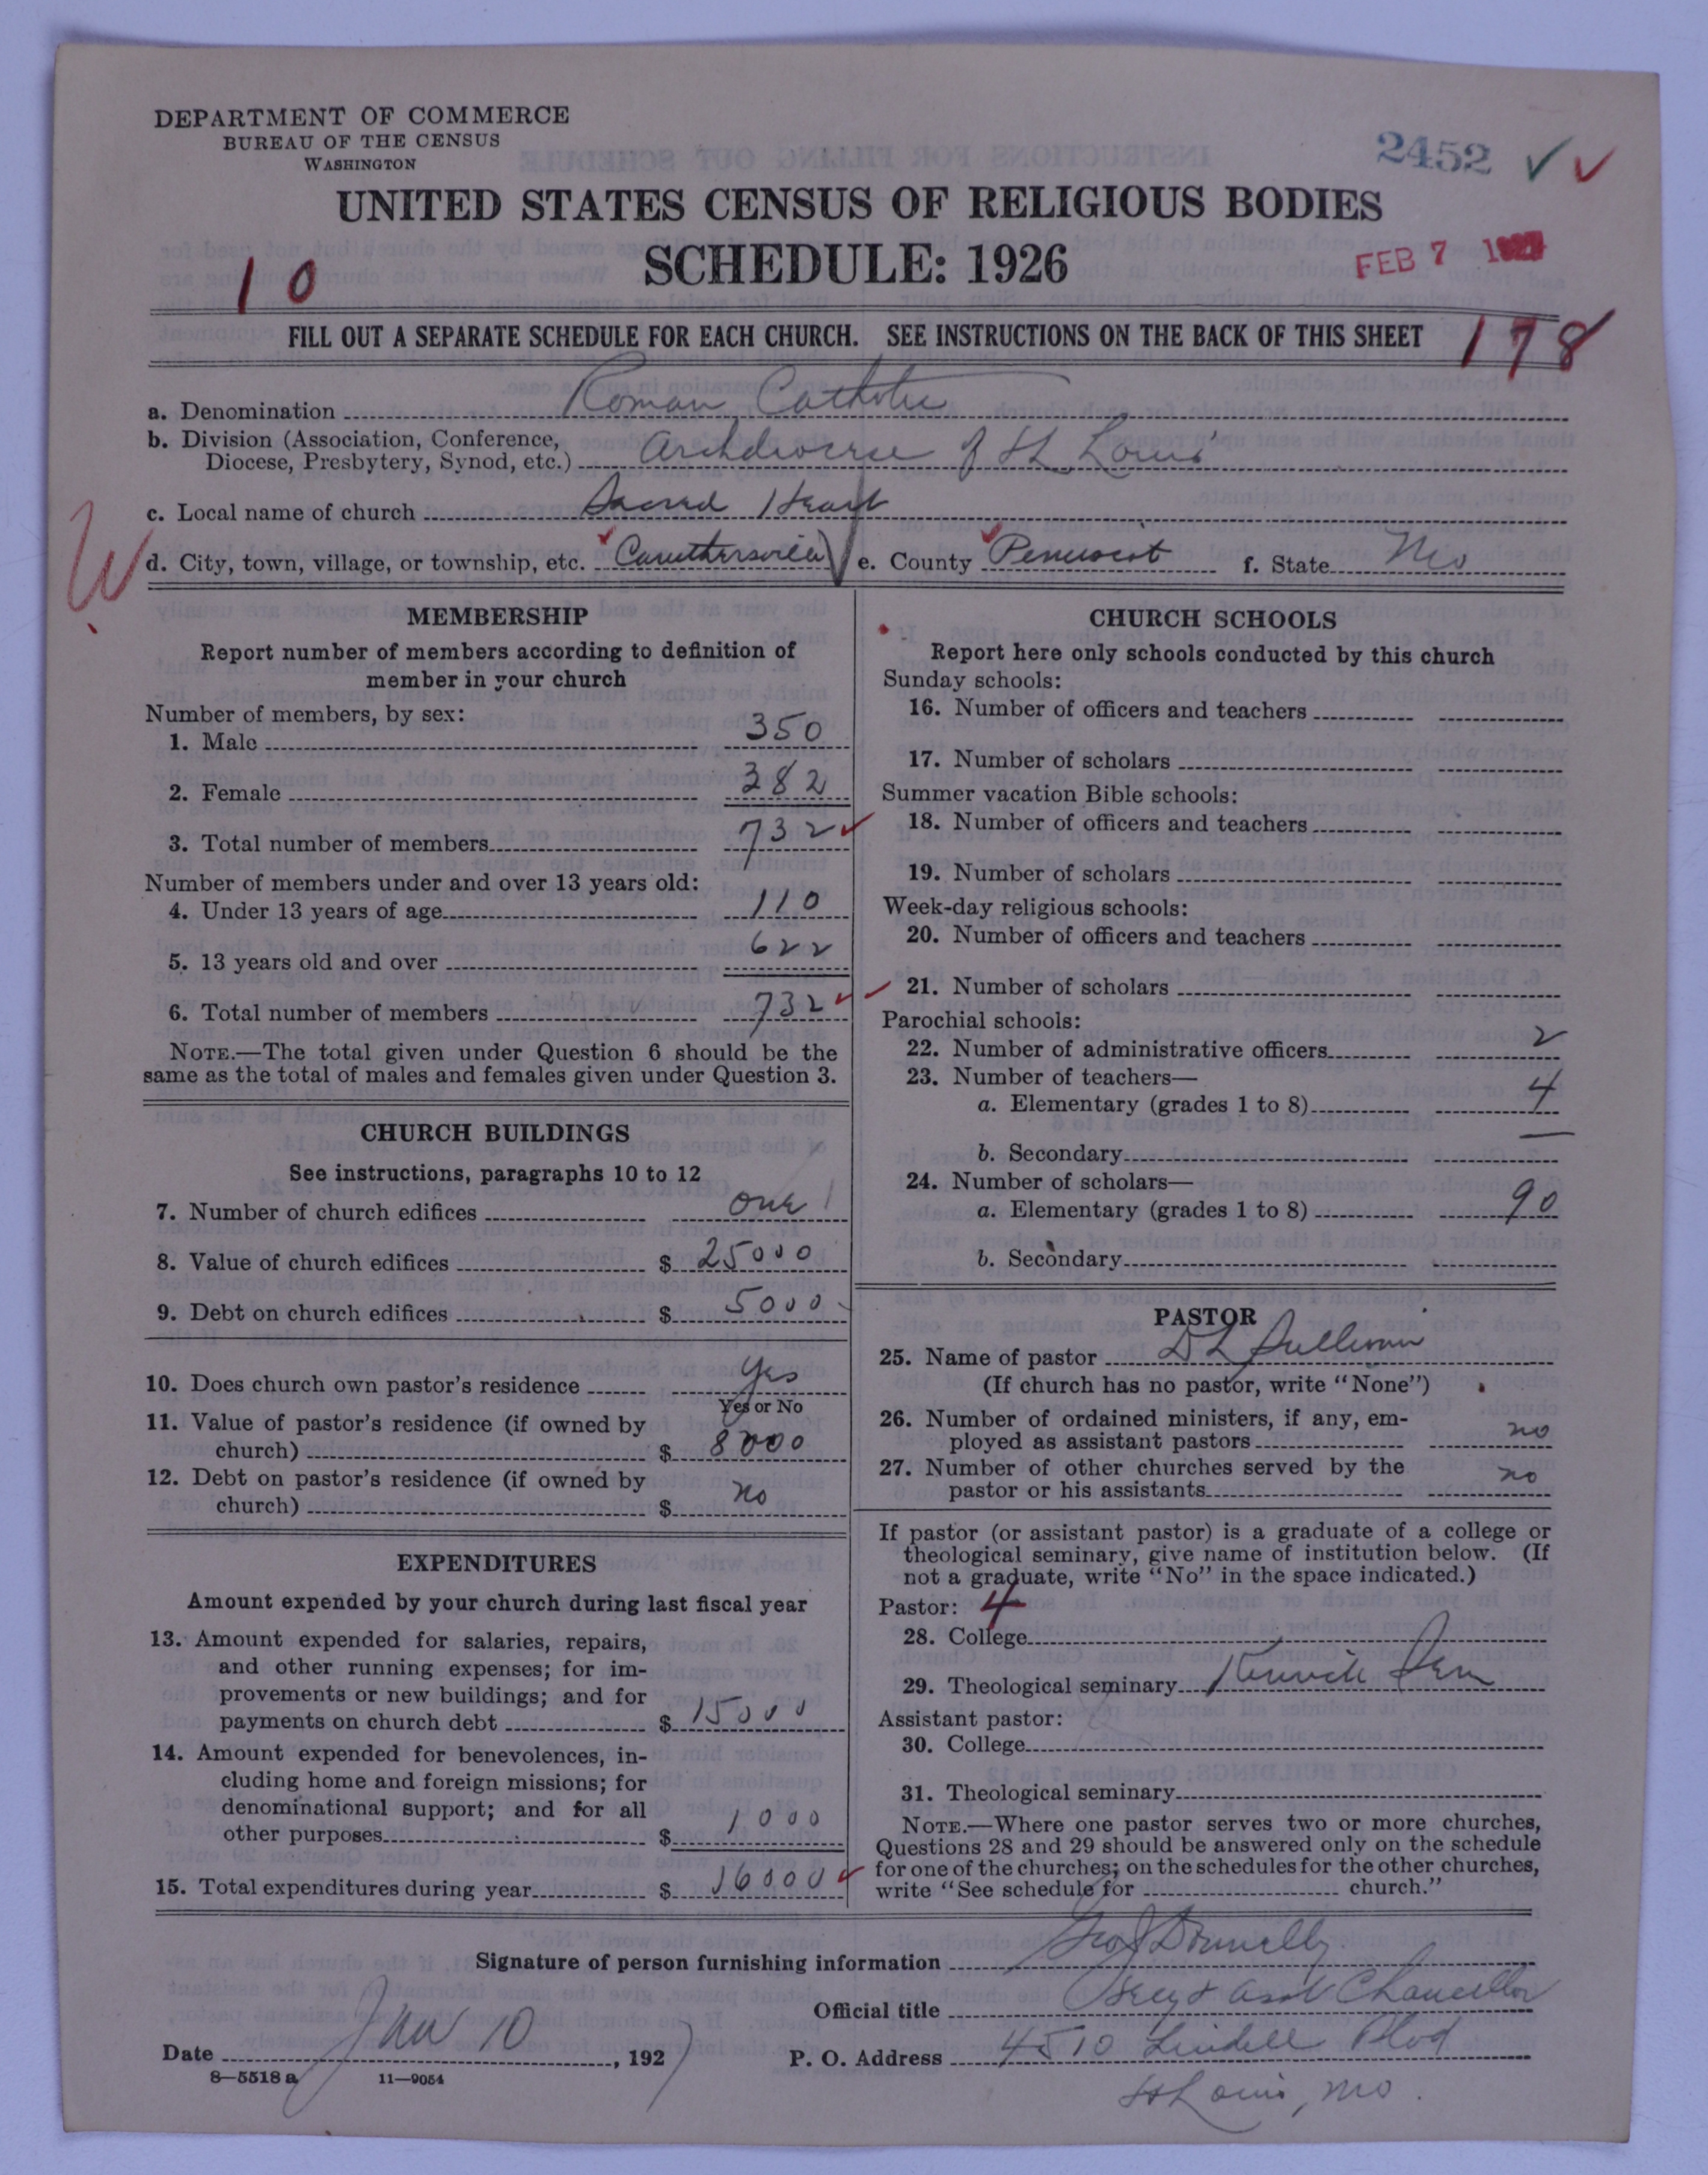 DEPARTMENT OF COMMERCE
BUREAU OF THE CENSUS
WASHINGTON
2452
UNITED STATES CENSUS OF RELIGIOUS BODIES
SCHEDULE: 1926
FEB 7
10
FILL OUT A SEPARATE SCHEDULE FOR EACH CHURCH. SEE INSTRUCTIONS ON THE BACK OF THIS SHEET
178
a. Denomination Roman Catholic
b. Division (Association, Conference,
Diocese, Presbytery, Synod, etc.) Archdiocese of St Louis
c. Local name of church Sacred Heart
d. City, town, village, or township, etc. Caruthersville e. County Pemiscot f. State Mo
MEMBERSHIP
Report number of members according to definition of
member in your church
Number of members, by sex:
1. Male 350
2. Female 382
3. Total number of members 732
Number of members under and over 13 years old:
4. Under 13 years of age 110
5. 13 years old and over 622
6. Total number of members 732
NOTE.—The total given under Question 6 should be the
same as the total of males and females given under Question 3.
CHURCH BUILDINGS
See instructions, paragraphs 10 to 12
7. Number of church edifices one 1
8. Value of church edifices $ 25000
9. Debt on church edifices $ 5000
10. Does church own pastor's residence yes
Yes or No
11. Value of pastor's residence (if owned by
church) $ 8000
12. Debt on pastor's residence (if owned by
church) $ no
EXPENDITURES
Amount expended by your church during last fiscal year
13. Amount expended for salaries, repairs,
and other running expenses; for im-
provements or new buildings; and for
payments on church debt $ 15000
14. Amount expended for benevolences, in-
cluding home and foreign missions; for
denominational support; and for all
other purposes $ 1000
15. Total expenditures during year $ 16000
CHURCH SCHOOLS
Report here only schools conducted by this church
Sunday schools:
16. Number of officers and teachers
17. Number of scholars
Summer vacation Bible schools:
18. Number of officers and teachers
19. Number of scholars
Week-day religious schools:
20. Number of officers and teachers
21. Number of scholars
Parochial schools:
22. Number of administrative officers 2
23. Number of teachers—
a. Elementary (grades 1 to 8) 4
b. Secondary —
24. Number of scholars—
a. Elementary (grades 1 to 8) 90
b. Secondary
PASTOR
25. Name of pastor D L Sullivan
(If church has no pastor, write "None")
26. Number of ordained ministers, if any, em-
ployed as assistant pastors no
27. Number of other churches served by the
pastor or his assistants no
If pastor (or assistant pastor) is a graduate of a college or
theological seminary, give name of institution below. (If
not a graduate, write "No" in the space indicated.)
Pastor: 4
28. College
29. Theological seminary Kenrick Sem
Assistant pastor:
30. College
31. Theological seminary
NOTE.—Where one pastor serves two or more churches,
Questions 28 and 29 should be answered only on the schedule
for one of the churches; on the schedules for the other churches,
write "See schedule for church."
Signature of person furnishing information Geo J Donnelly
Official title Secy & Asst Chancellor
Date Jan 10, 1927 P. O. Address 4510 Lindell Blvd
8—5518 a 11—9054
St Louis, Mo.